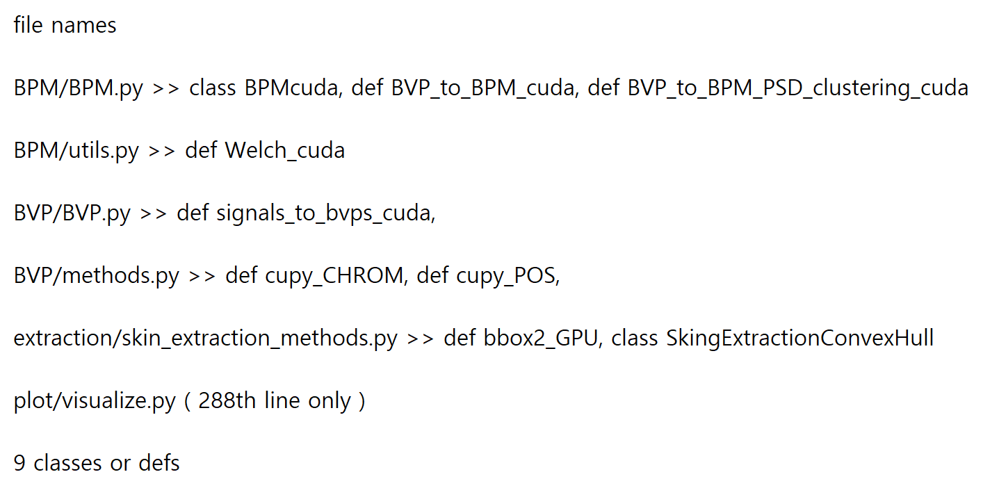 file names
BPM/BPM.py >> class BPMcuda, def BVP_to_BPM_cuda, def BVP_to_BPM_PSD_clustering_cuda
BPM/utils.py >> def Welch_cuda
BVP/BVP.py >> def signals_to_bvps_cuda,
BVP/methods.py >> def cupy_CHROM, def cupy_POS,
extraction/skin_extraction_methods.py >> def bbox2_GPU, class SkingExtractionConvexHull
plot/visualize.py ( 288th line only )
9 classes or defs